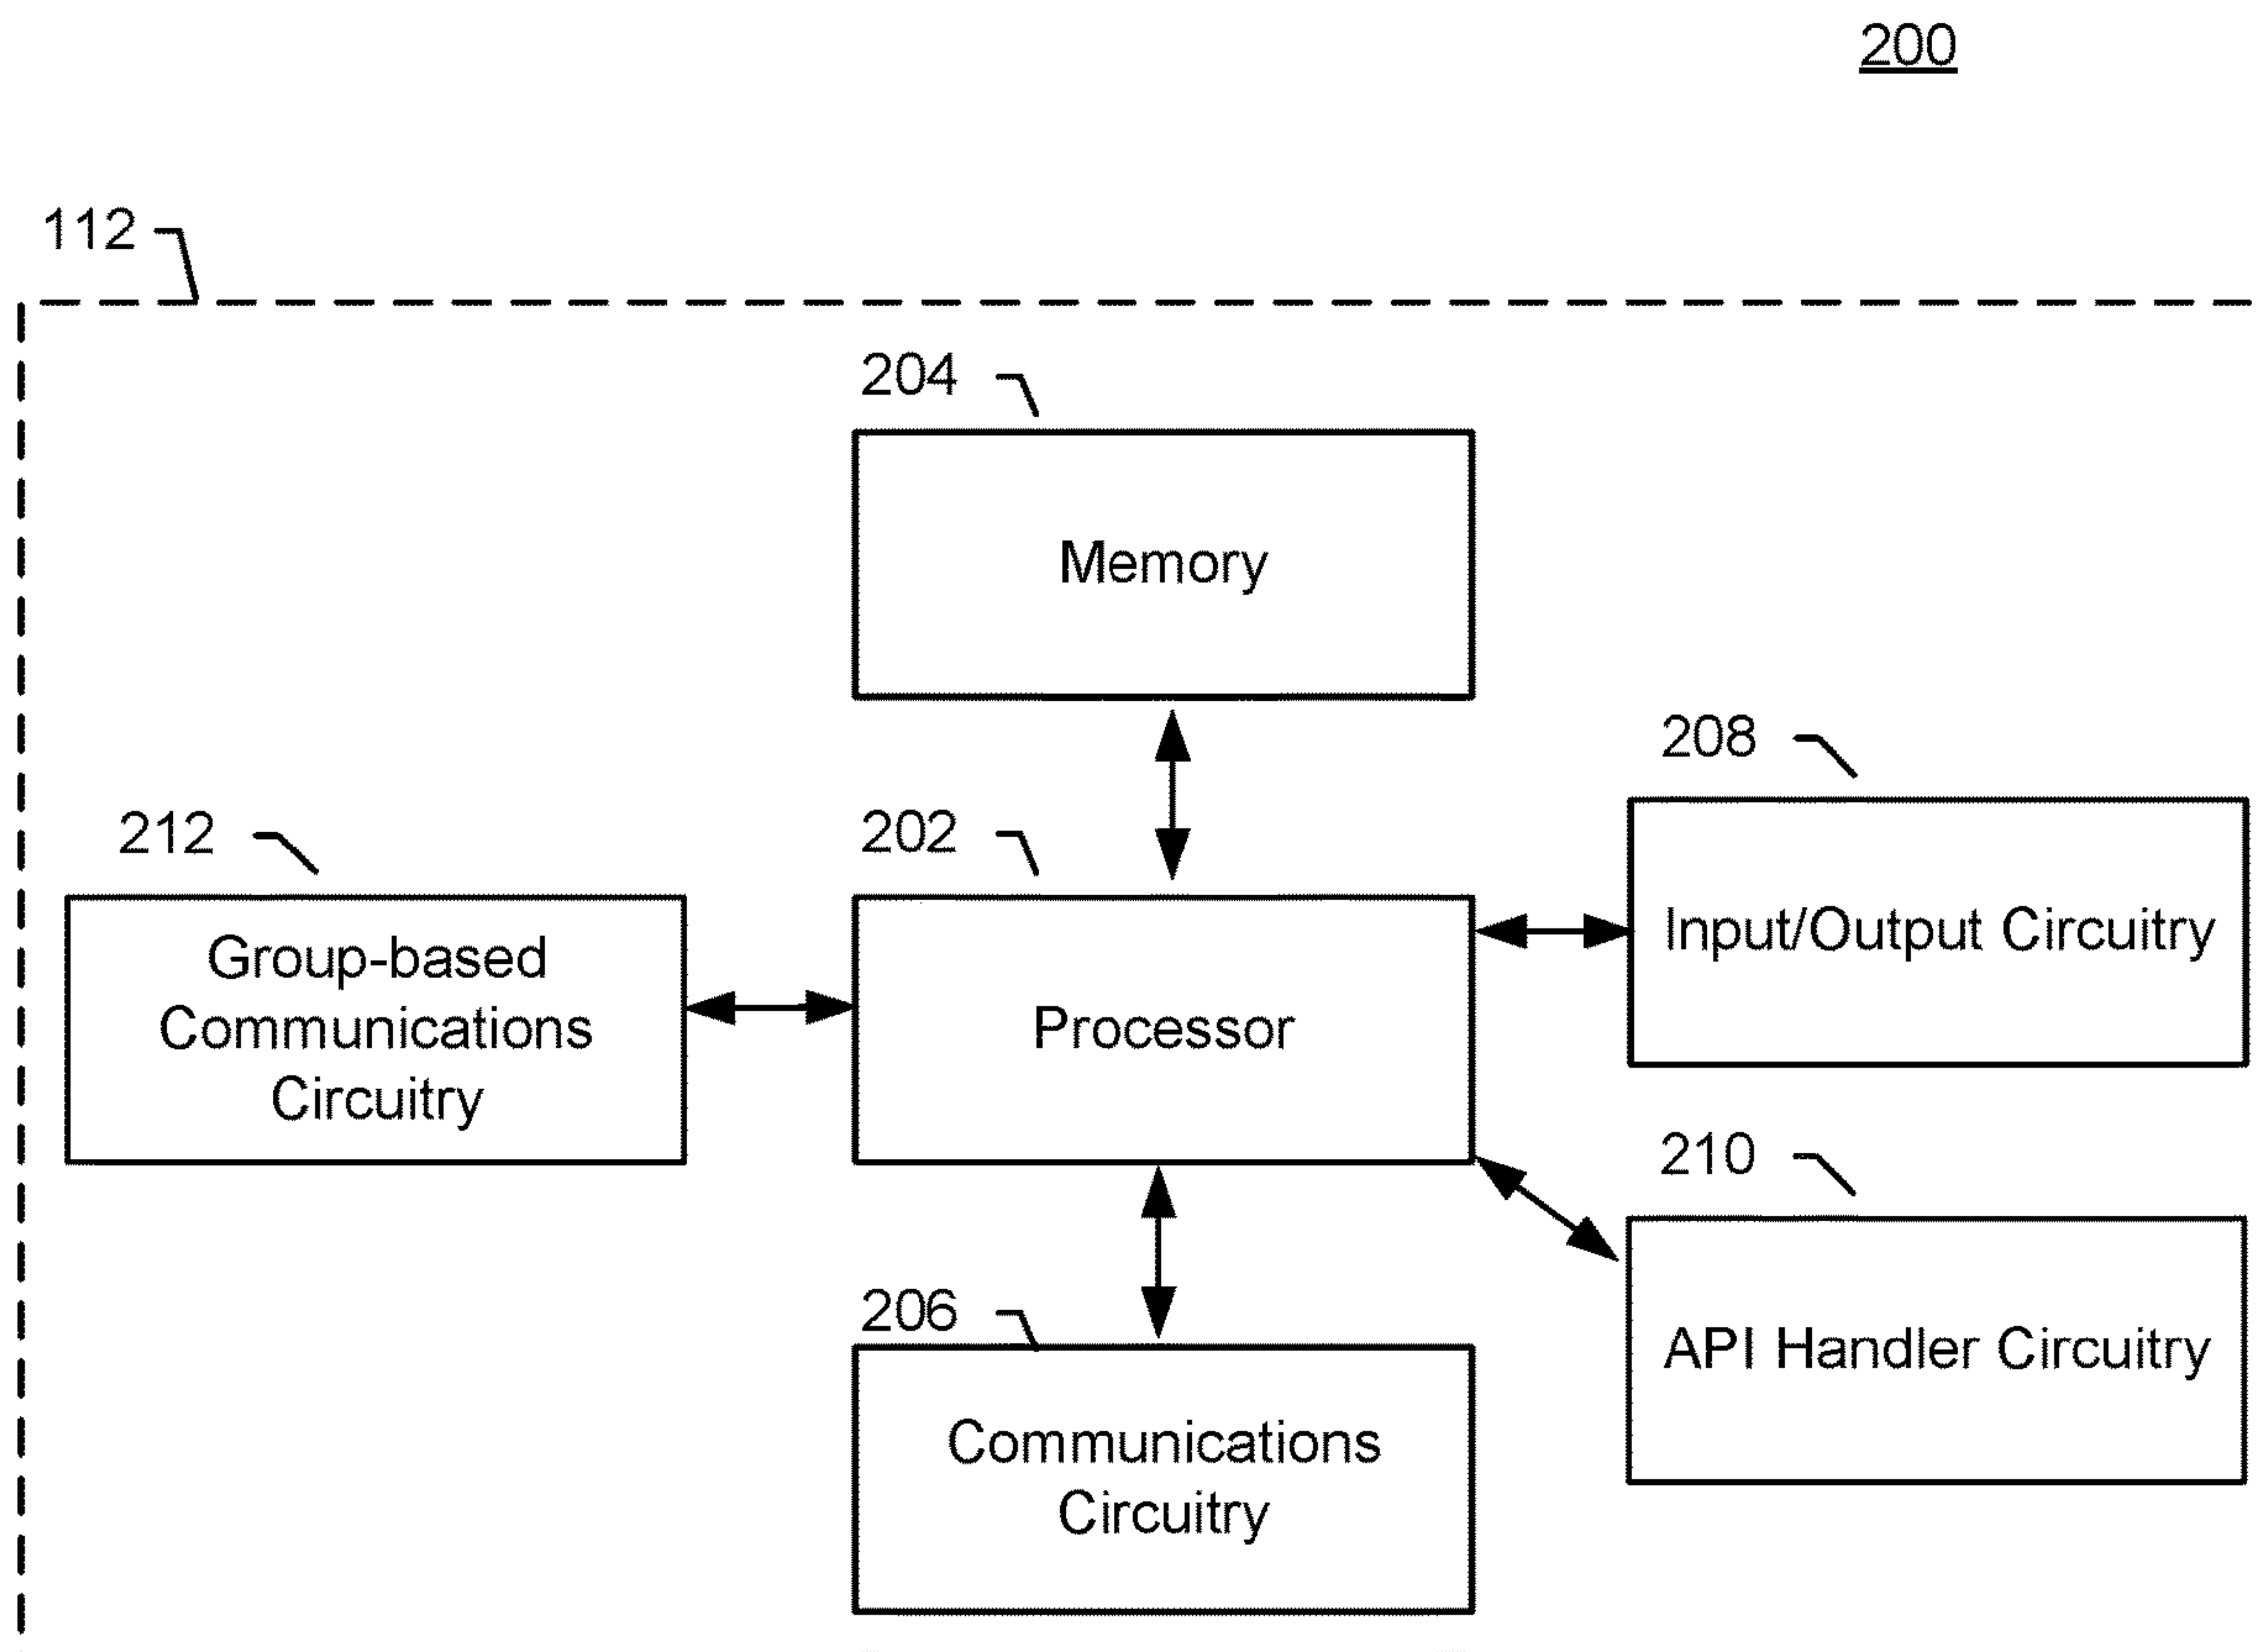 200
112
204
Memory
208
212
202
Input/Output Circuitry
Group-based
Communications
Circuitry
Processor
210
206
API Handler Circuitry
Communications
Circuitry